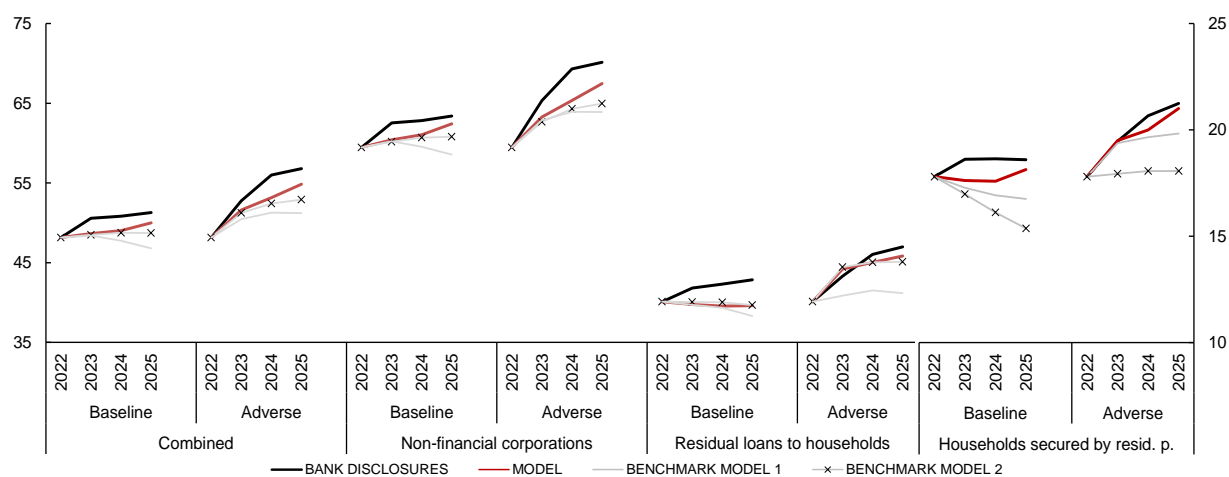 75
65
55
45
35
25
20
15
10
2022 2023 2024 2025 2022 2023 2024 2025 2022 2023 2024 2025 2022 2023 2024 2025 2022 2023 2024 2025 2022 2023 2024 2025 2022 2023 2024 2025 2022 2023 2024 2025
Baseline Adverse Baseline Adverse Baseline Adverse Baseline Adverse
Combined Non-financial corporations Residual loans to households Households secured by resid. p.
BANK DISCLOSURES MODEL BENCHMARK MODEL 1 BENCHMARK MODEL 2